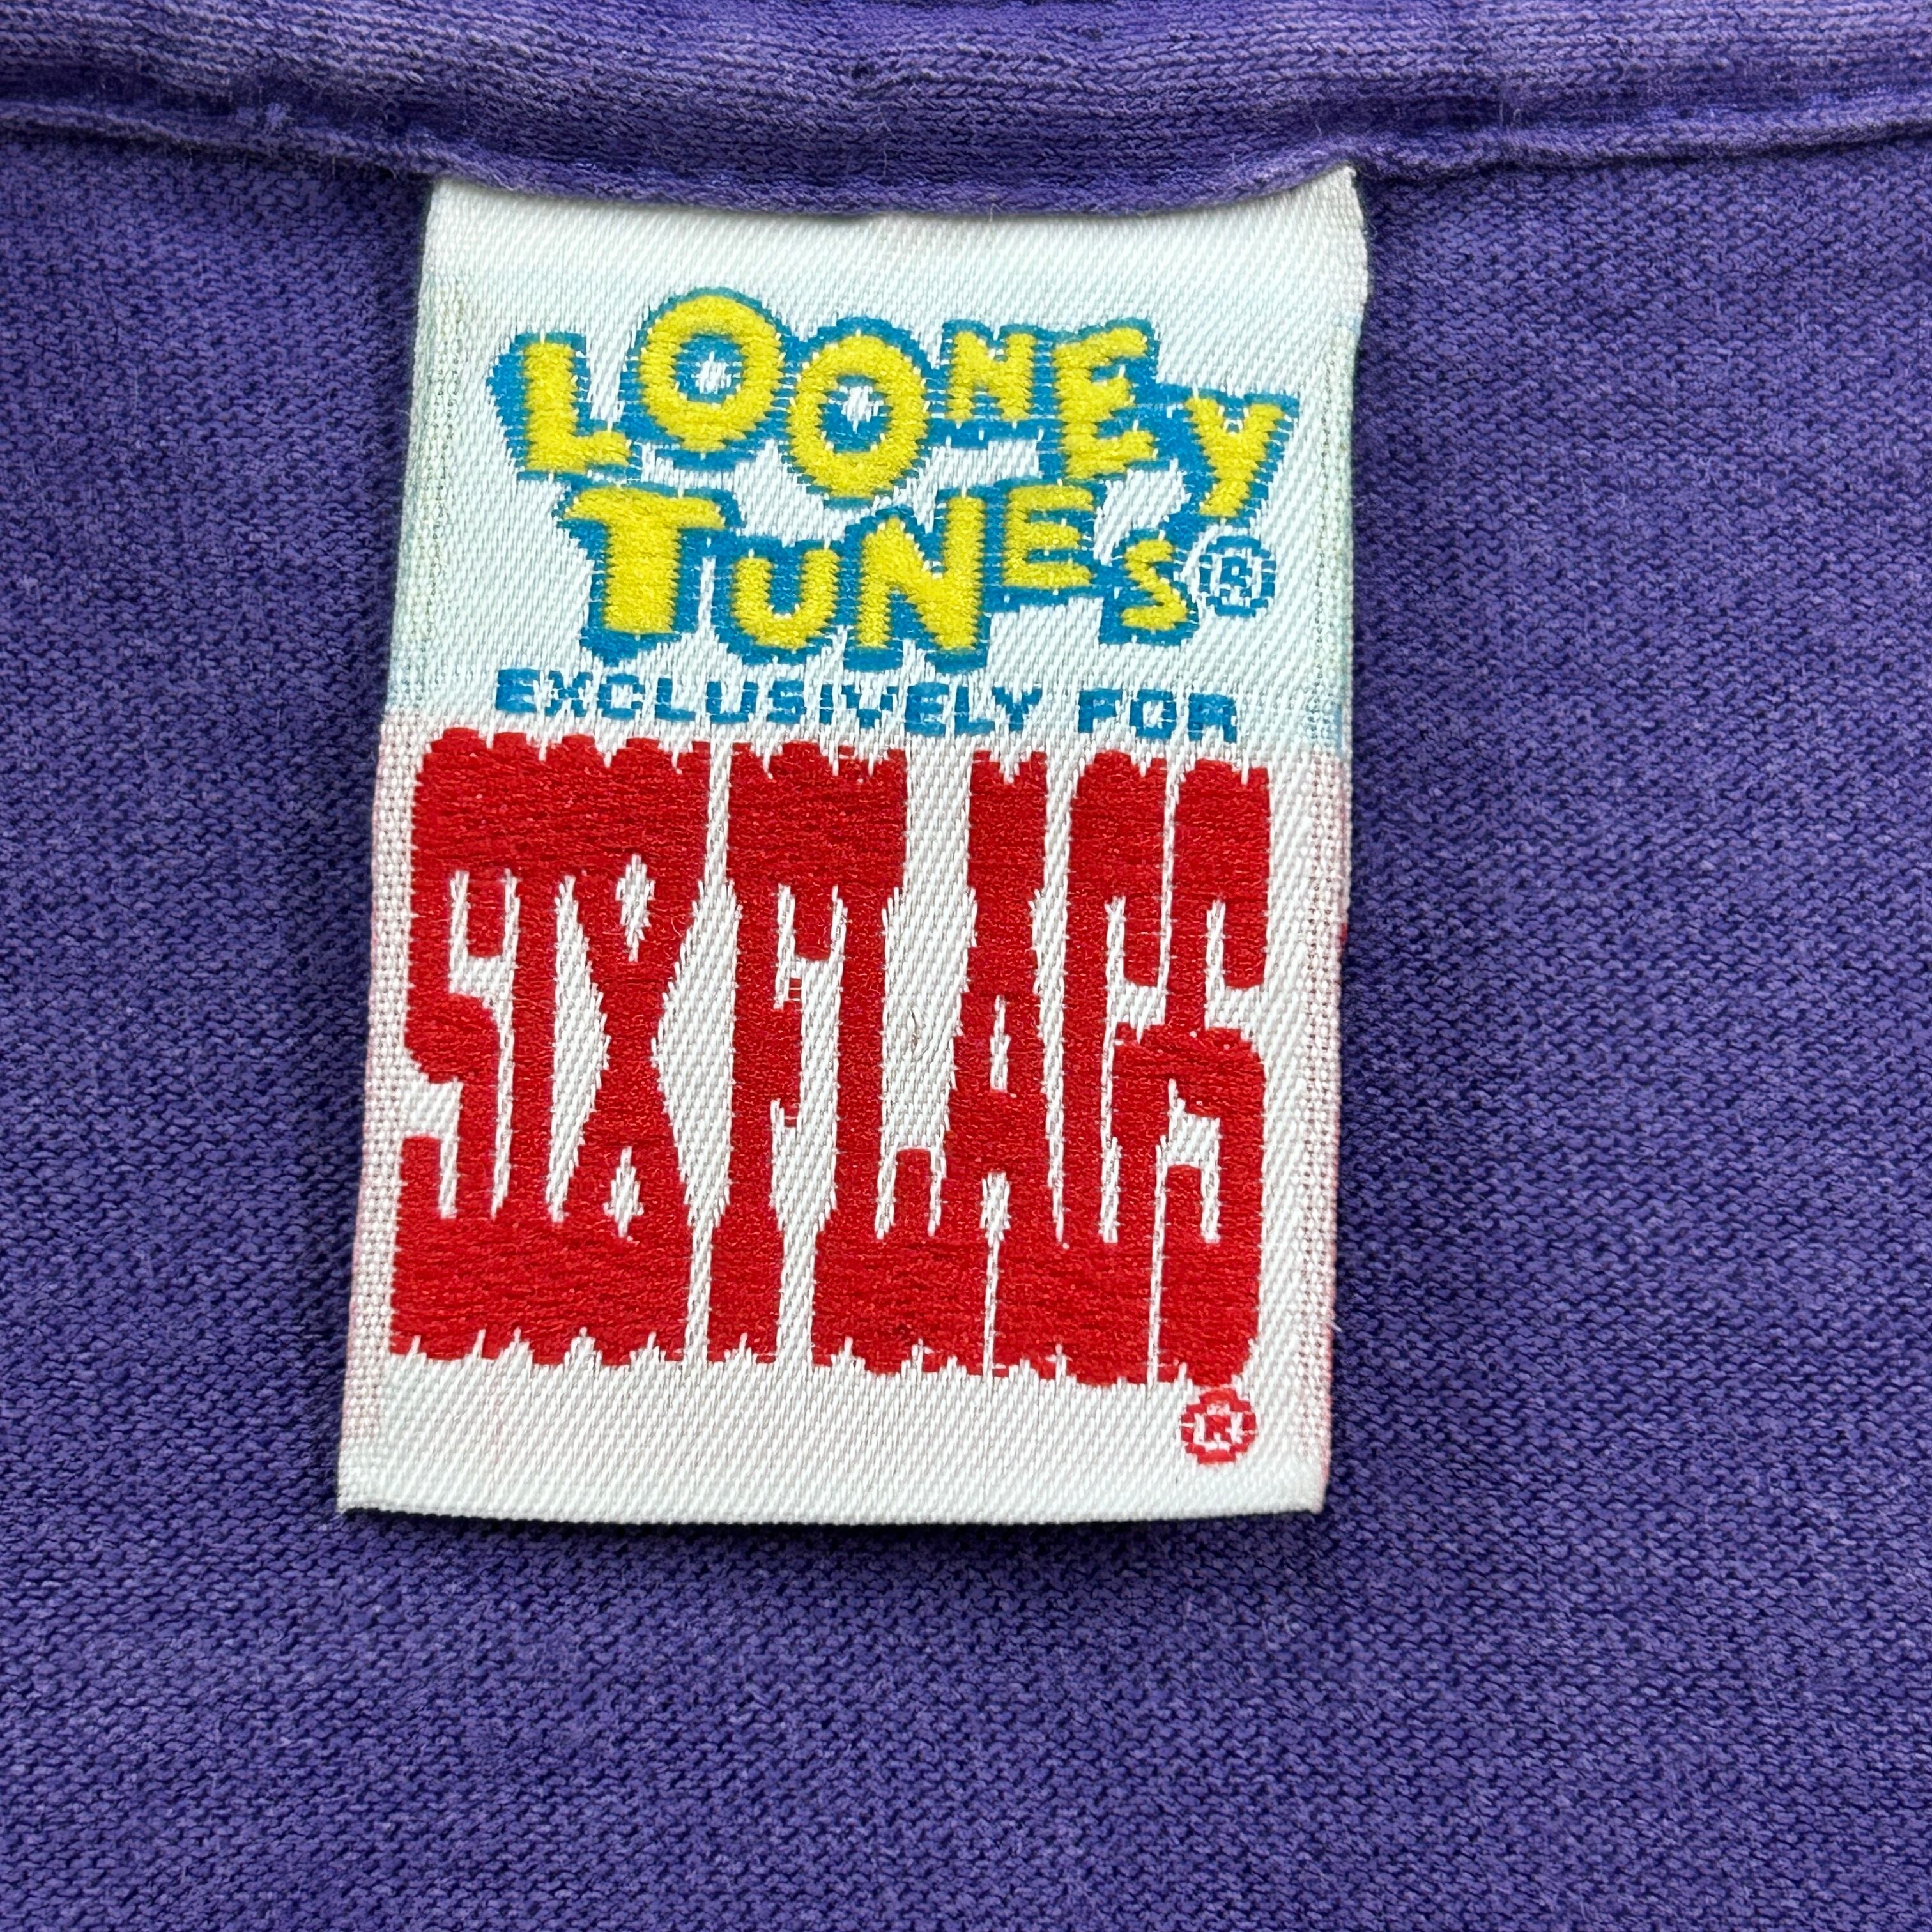 LOONEY
TUNES®
EXCLUSIVELY FOR
SIX FLAGS
®